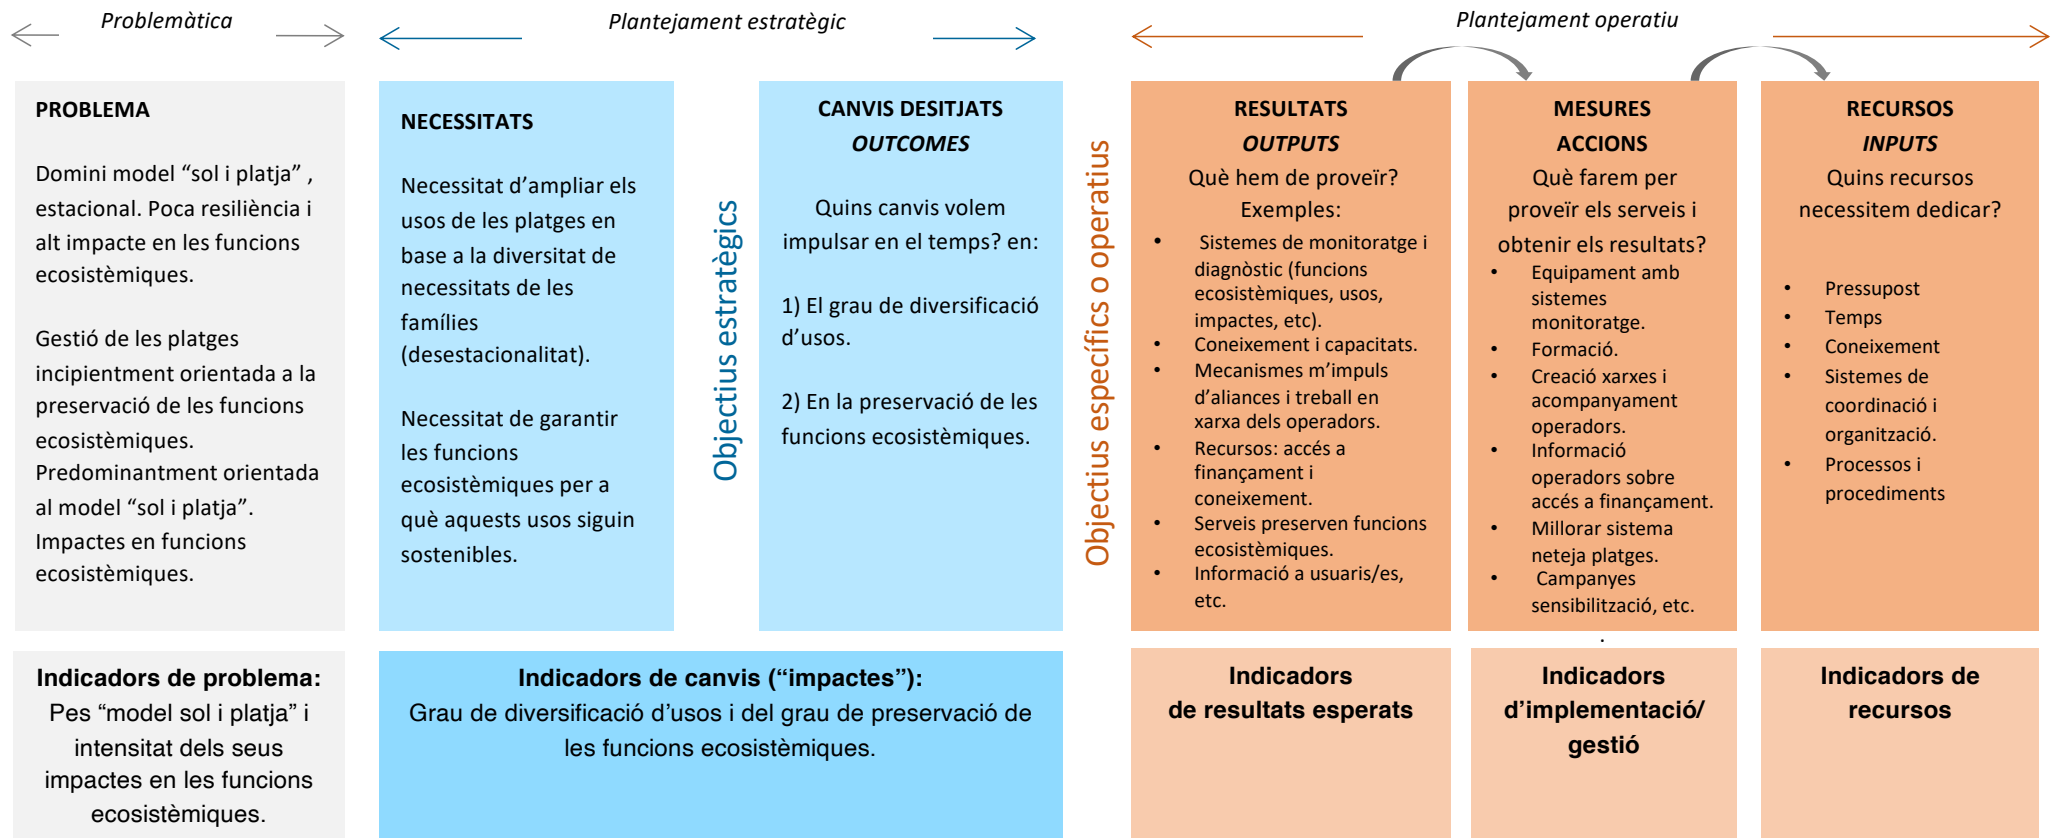 Problemàtica
Plantejament estratègic
Plantejament operatiu
PROBLEMA
Domini model “sol i platja” ,
estacional. Poca resiliència i
alt impacte en les funcions
ecosistèmiques.
Gestió de les platges
incipientment orientada a la
preservació de les funcions
ecosistèmiques.
Predominantment orientada
al model “sol i platja”.
Impactes en funcions
ecosistèmiques.
NECESSITATS
Necessitat d’ampliar els
usos de les platges en
base a la diversitat de
necessitats de les
famílies
(desestacionalitat).
Necessitat de garantir
les funcions
ecosistèmiques per a
què aquests usos siguin
sostenibles.
Objectius estratègics
CANVIS DESITJATS
OUTCOMES
Quins canvis volem
impulsar en el temps? en:
1) El grau de diversificació
d’usos.
2) En la preservació de les
funcions ecosistèmiques.
Objectius específics o operatius
RESULTATS
OUTPUTS
Què hem de proveïr?
Exemples:
• Sistemes de monitoratge i
diagnòstic (funcions
ecosistèmiques, usos,
impactes, etc).
• Coneixement i capacitats.
• Mecanismes m’impuls
d’aliances i treball en
xarxa dels operadors.
• Recursos: accés a
finançament i
coneixement.
• Serveis preserven funcions
ecosistèmiques.
• Informació a usuaris/es,
etc.
MESURES
ACCIONS
Què farem per
proveïr els serveis i
obtenir els resultats?
• Equipament amb
sistemes
monitoratge.
• Formació.
• Creació xarxes i
acompanyament
operadors.
• Informació
operadors sobre
accés a finançament.
• Millorar sistema
neteja platges.
• Campanyes
sensibilització, etc.
.
RECURSOS
INPUTS
Quins recursos
necessitem dedicar?
• Pressupost
• Temps
• Coneixement
• Sistemes de
coordinació i
organització.
• Processos i
procediments
Indicadors de problema:
Pes “model sol i platja” i
intensitat dels seus
impactes en les funcions
ecosistèmiques.
Indicadors de canvis (“impactes”):
Grau de diversificació d’usos i del grau de preservació de
les funcions ecosistèmiques.
Indicadors
de resultats esperats
Indicadors
d’implementació/
gestió
Indicadors de
recursos